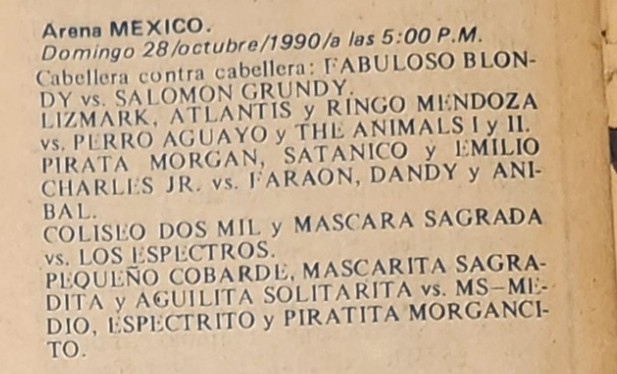 Arena MEXICO.
Domingo 28/octubre/1990/a las 5:00 P.M.
Cabellera contra cabellera: FABULOSO BLON-
DY vs. SALOMON GRUNDY.
LIZMARK, ATLANTIS y RINGO MENDOZA
vs. PERRO AGUAYO y THE ANIMALS I y II.
PIRATA MORGAN, SATANICO y EMILIO
CHARLES JR. vs. FARAON, DANDY y ANI-
BAL.
COLISEO DOS MIL y MASCARA SAGRADA
vs. LOS ESPECTROS.
PEQUEÑO COBARDE, MASCARITA SAGRA-
DITA y AGUILITA SOLITARITA vs. MS-ME-
DIO, ESPECTRITO y PIRATITA MORGANCI-
TO.